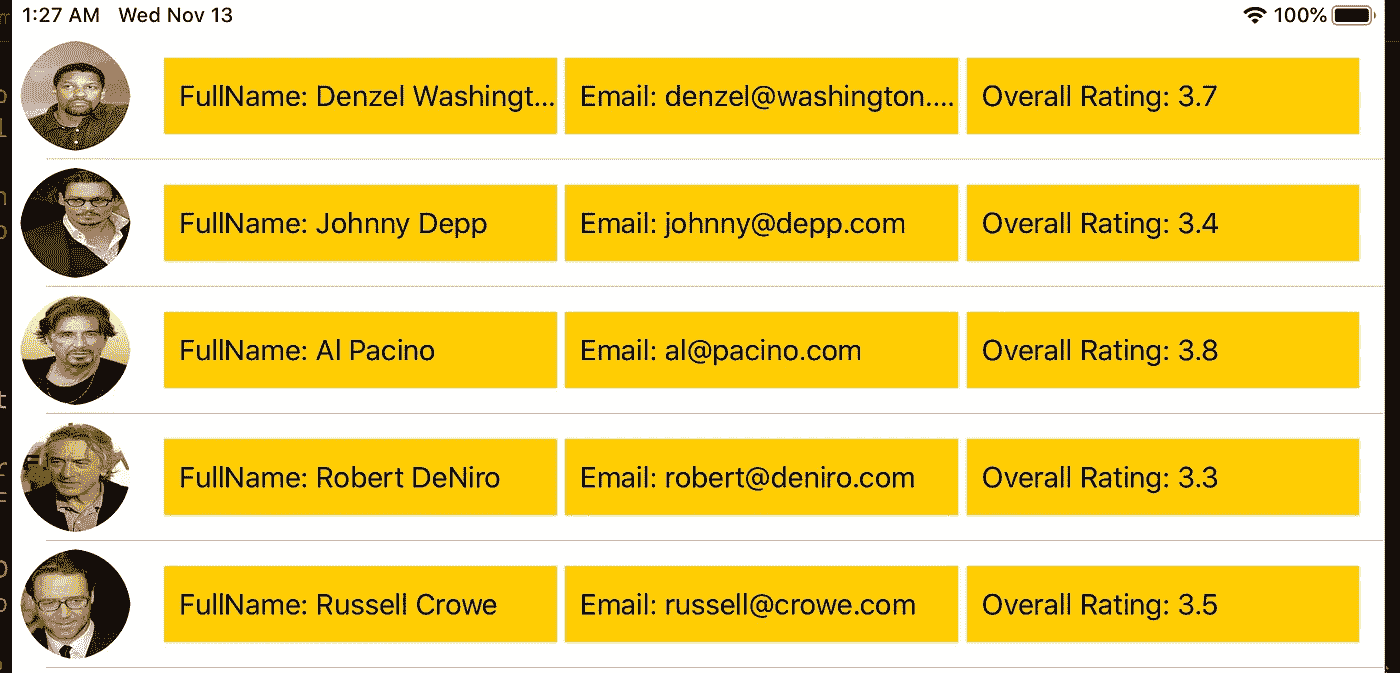 1:27 AM Wed Nov 13 100%
FullName: Denzel Washingt... Email: denzel@washington.... Overall Rating: 3.7
FullName: Johnny Depp Email: johnny@depp.com Overall Rating: 3.4
FullName: Al Pacino Email: al@pacino.com Overall Rating: 3.8
FullName: Robert DeNiro Email: robert@deniro.com Overall Rating: 3.3
FullName: Russell Crowe Email: russell@crowe.com Overall Rating: 3.5